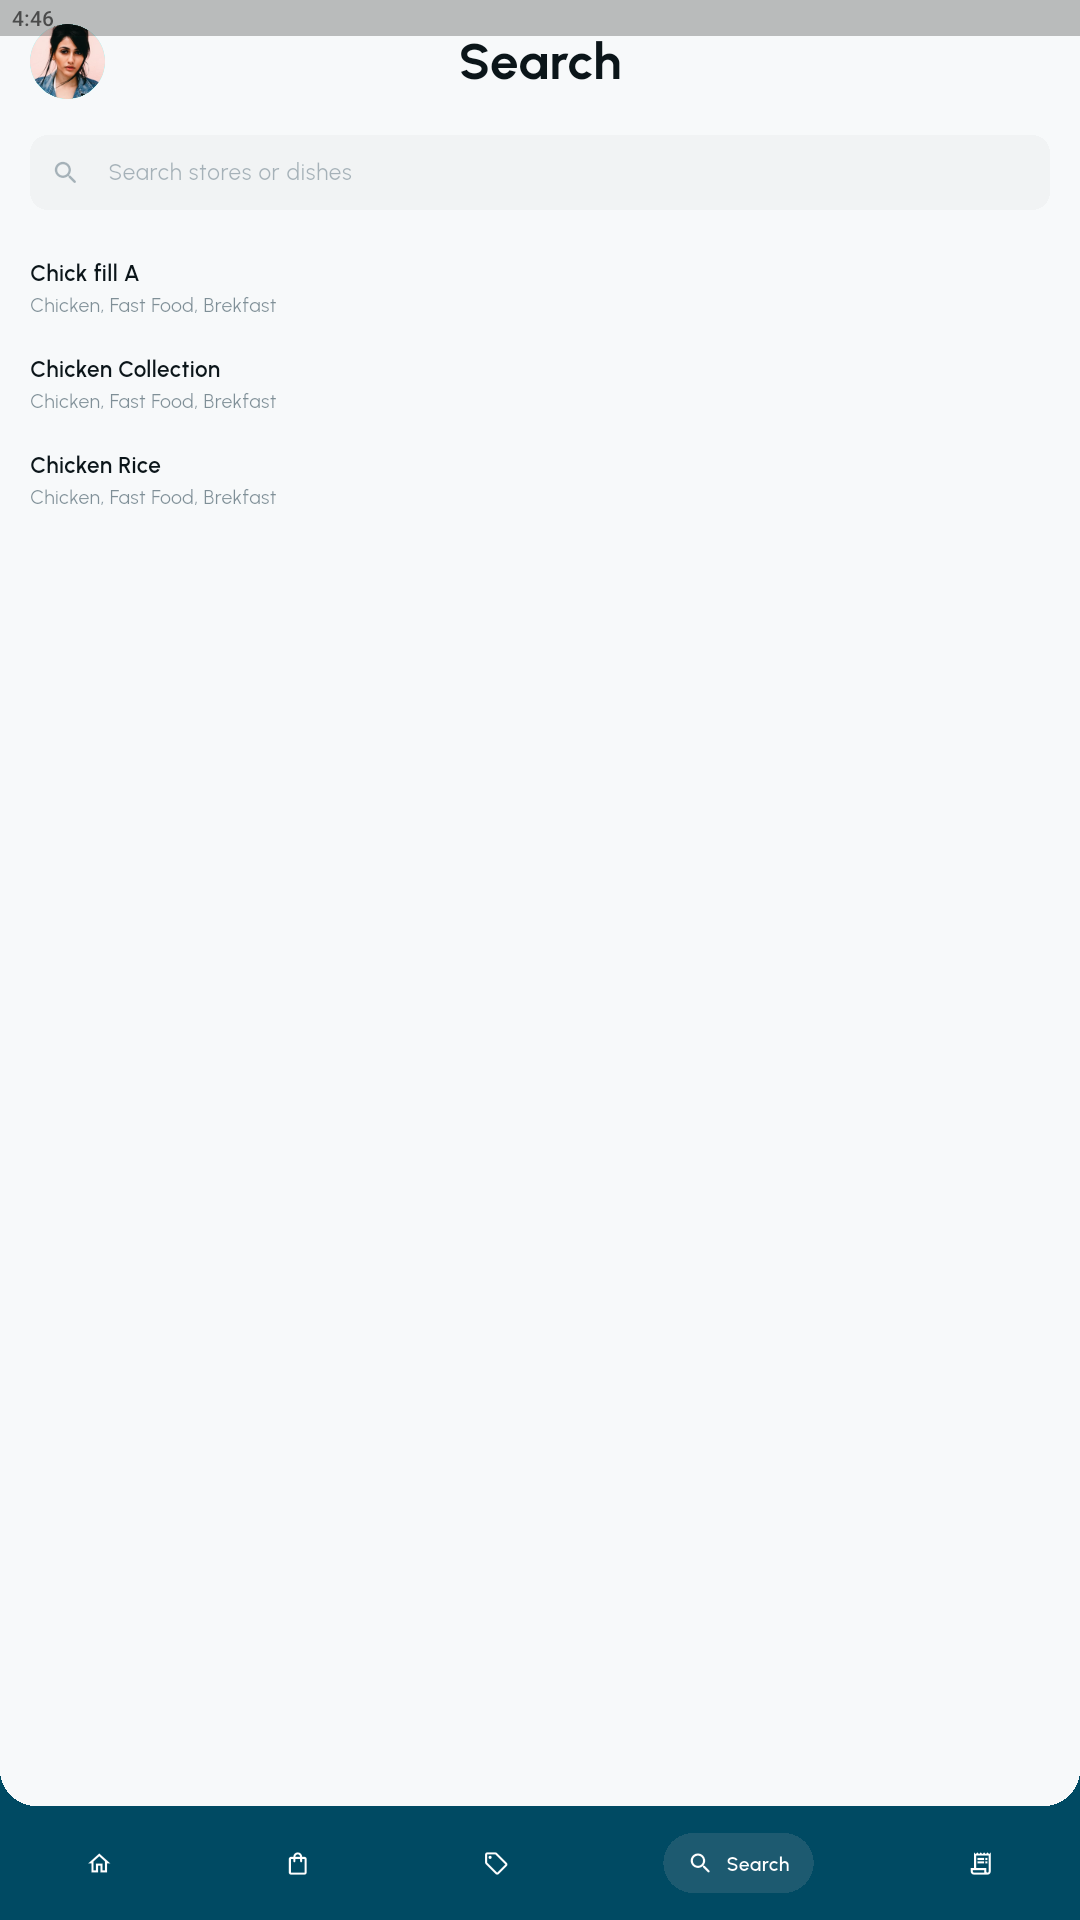 4:46
Search
Search stores or dishes
Chick fill A
Chicken, Fast Food, Brekfast
Chicken Collection
Chicken, Fast Food, Brekfast
Chicken Rice
Chicken, Fast Food, Brekfast
Search